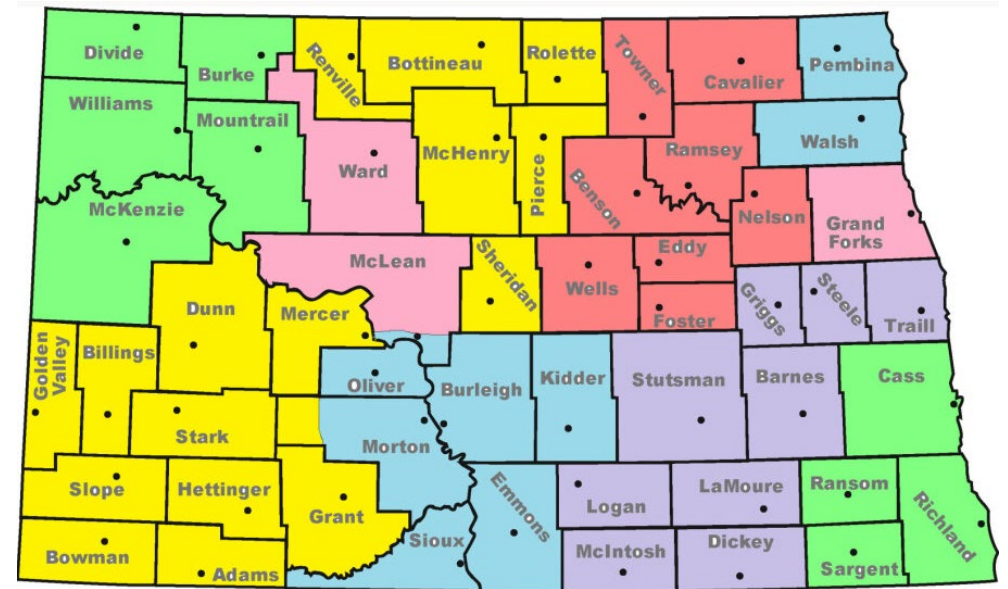 Divide
Burke
Renville
Bottineau
Rolette
Towner
Cavalier
Pembina
Williams
Mountrail
Ward
McHenry
Pierce
Benson
Ramsey
Walsh
McKenzie
Nelson
Grand
Forks
McLean
Sheridan
Wells
Eddy
Foster
Griggs
Steele
Traill
Dunn
Mercer
Golden
Valley
Billings
Oliver
Burleigh
Kidder
Stutsman
Barnes
Cass
Stark
Morton
Slope
Hettinger
Grant
Emmons
Logan
LaMoure
Ransom
Richland
Bowman
Adams
Sioux
McIntosh
Dickey
Sargent